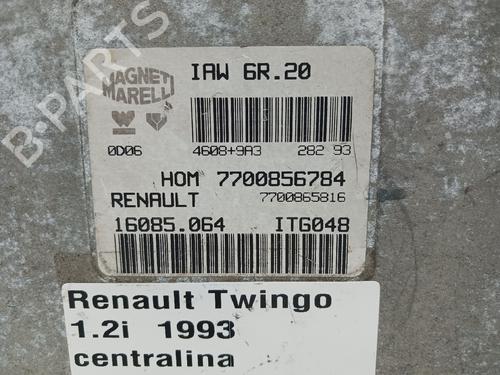 IAW 6R.20
MAGNETI
MARELLI
0D06 4608+9A3 282 93
HOM 7700856784
RENAULT 7700865816
16085.064 ITG048
Renault Twingo
1.2i 1993
centralina
B-PARTS